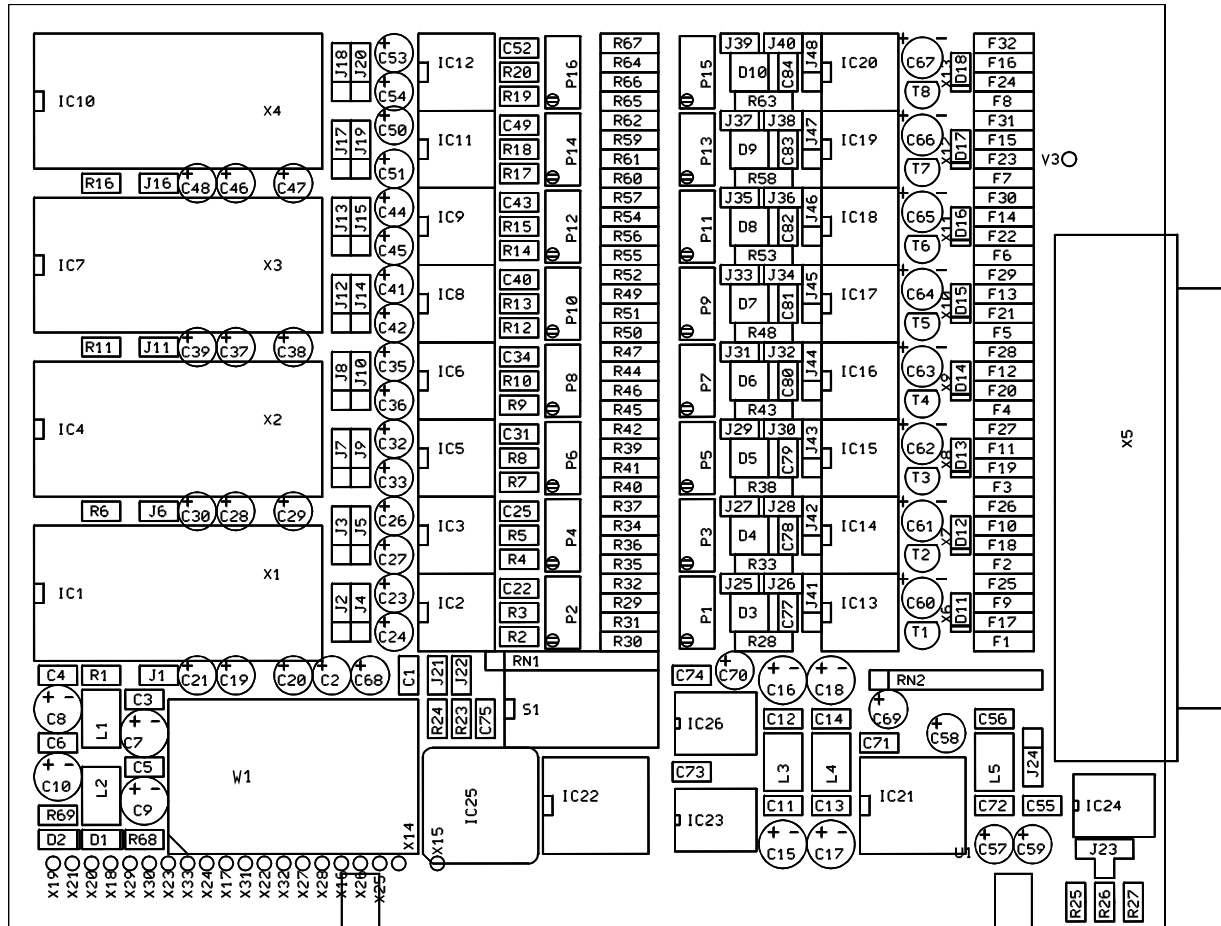 R67
J39 J40 J48 F32
C53 C52
J18 J20 IC12 R64 IC20 C67 F16
R20 P16 P15 D10 C84 X13 D18
R66 F24
IC10 X4 C54 R19 R65 R63 T8 F8
C50 C49 R62 J37 J38 J47 F31
J17 J19 IC11 R18 P14 R59 P13 D9 C83 IC19 C66 X12 D17 F15
C51 R17 R61 T7 F23 V3
R16 J16 C48 C46 C47 R60 R58 F7
J13 J15 C44 C43 R57 J35 J36 J46 F30
IC9 R15 P12 R54 P11 D8 C82 IC18 C65 X11 D16 F14
IC7 X3 C45 R14 R56 T6 F22
R55 R53 F6
J12 J14 C41 C40 R52 J33 J34 J45 F29
IC8 R13 P10 R49 P9 D7 C81 IC17 C64 X10 D15 F13
C42 R12 R51 T5 F21
R50 R48 F5
R11 J11 C39 C37 C38 J8 J10 C35 C34 R47 J31 J32 J44 F28
IC6 R10 P8 R44 P7 D6 C80 IC16 C63 X9 D14 F12
C36 R9 R46 T4 F20
R45 R43 F4
IC4 X2 J7 J9 C32 C31 R42 J29 J30 J43 F27
IC5 R8 P6 R39 P5 D5 C79 IC15 C62 X8 D13 F11 X5
C33 R7 R41 T3 F19
R40 R38 F3
R6 J6 C30 C28 C29 J3 J5 C26 C25 R37 J27 J28 J42 F26
IC3 R5 P4 R34 P3 D4 C78 IC14 C61 X7 D12 F10
C27 R4 R36 T2 F18
R35 R33 F2
IC1 X1 J2 J4 C23 C22 R32 J25 J26 J41 F25
IC2 R3 P2 R29 P1 D3 C77 IC13 C60 X6 D11 F9
C24 R2 R31 T1 F17
R30 R28 F1
C4 R1 J1 C21 C19 C20 C2 C68 C1 J21 J22 RN1 C74 C70 C16 C18 RN2
C8 L1 C3 R24 R23 C75 S1 IC26 C12 C14 C69 C56
C6 C7 C71 C58
C10 L2 C5 W1 C73 L3 L4 L5 J24
R69 C9 IC25 IC22 IC23 C11 C13 IC21 C72 C55 IC24
D2 D1 R68 X14 X15 C15 C17 U1 C57 C59 J23
X19 X21 X20 X18 X29 X30 X23 X33 X24 X17 X31 X22 X32 X27 X28 X16 X26 X25 R25 R26 R27